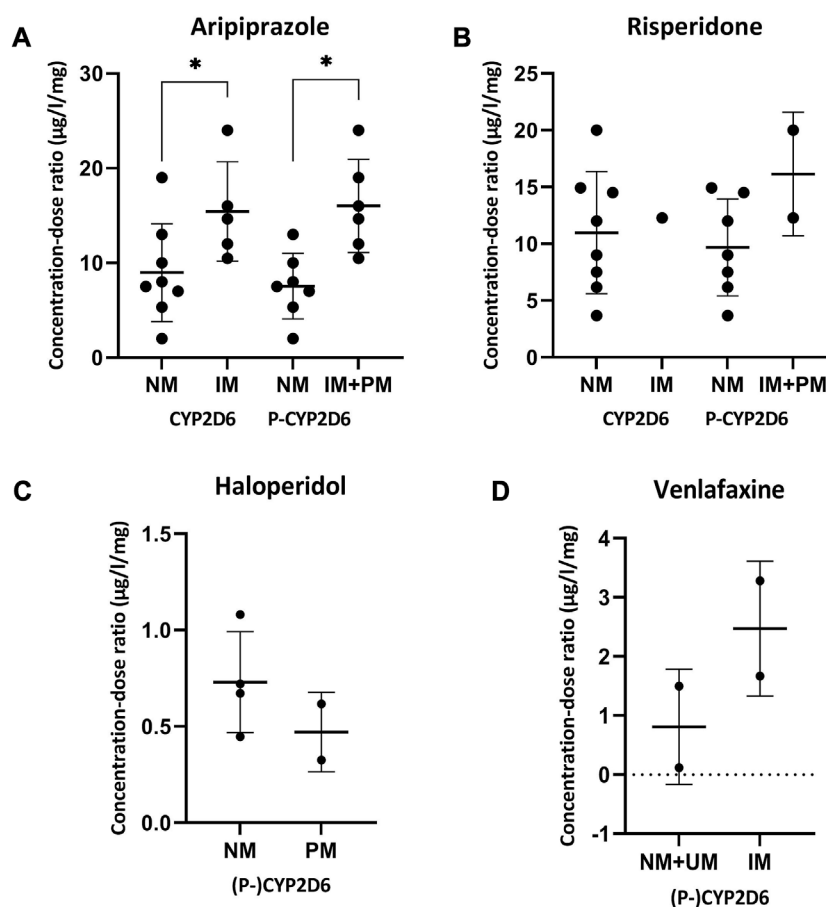 A
Aripiprazole
Concentration-dose ratio (µg/l/mg)
30
20
10
0
*
*
NM IM NM IM+PM
CYP2D6 P-CYP2D6
B
Risperidone
Concentration-dose ratio (µg/l/mg)
25
20
15
10
5
0
NM IM NM IM+PM
CYP2D6 P-CYP2D6
C
Haloperidol
Concentration-dose ratio (µg/l/mg)
1.5
1.0
0.5
0.0
NM PM
(P-)CYP2D6
D
Venlafaxine
Concentration-dose ratio (µg/l/mg)
4
3
2
1
0
-1
NM+UM IM
(P-)CYP2D6